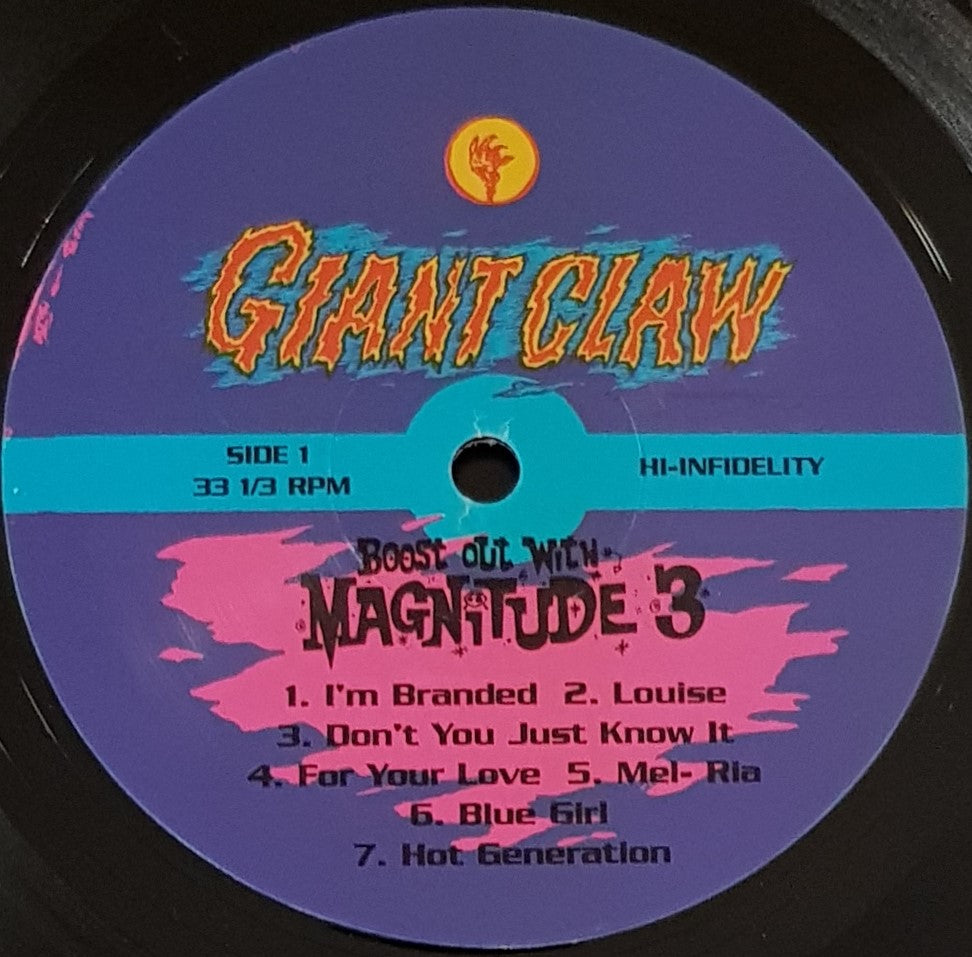 GIANT CLAW
SIDE 1
33 1/3 RPM
HI-INFIDELITY
BOOST OUT WITH
MAGNITUDE 3
1. I'm Branded 2. Louise
3. Don't You Just Know It
4. For Your Love 5. Mel- Ria
6. Blue Girl
7. Hot Generation